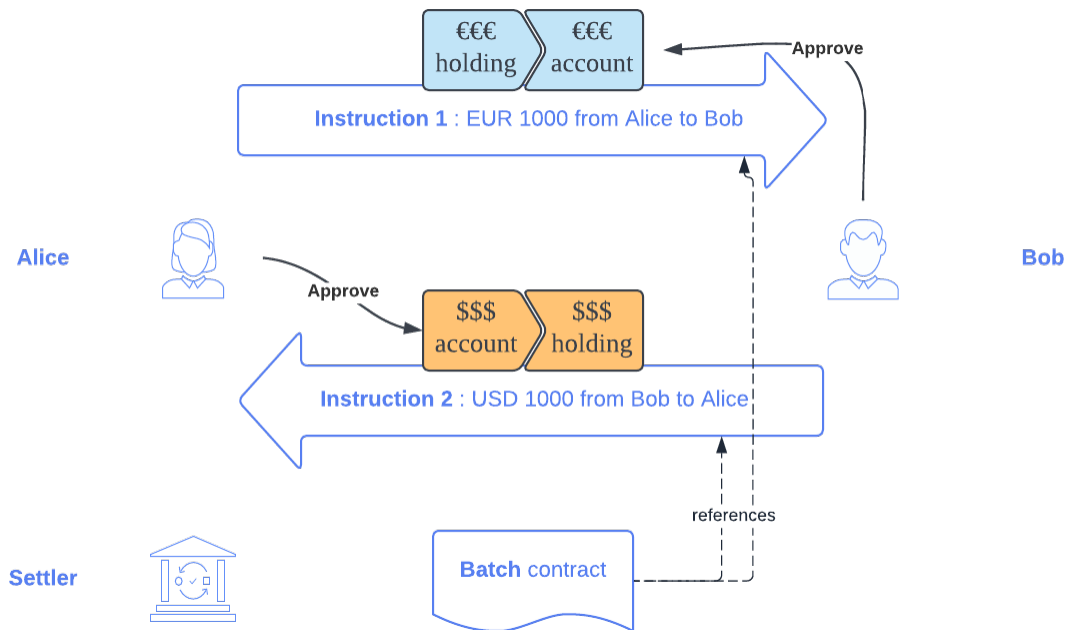 €€€
holding
€€€
account
Approve
Instruction 1 : EUR 1000 from Alice to Bob
Alice
Bob
Approve
$$$
account
$$$
holding
Instruction 2 : USD 1000 from Bob to Alice
references
Settler
Batch contract